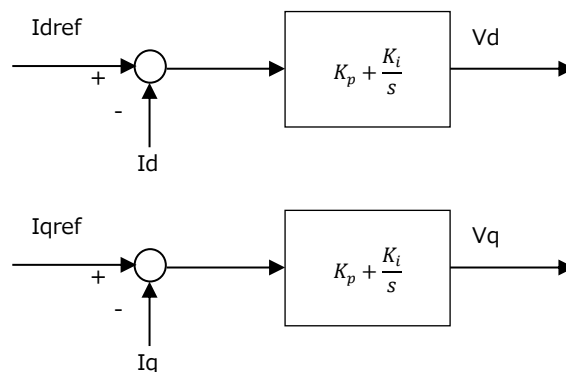 Idref
Vd
+
K_p + K_i/s
-
Id
Iqref
Vq
+
K_p + K_i/s
-
Iq